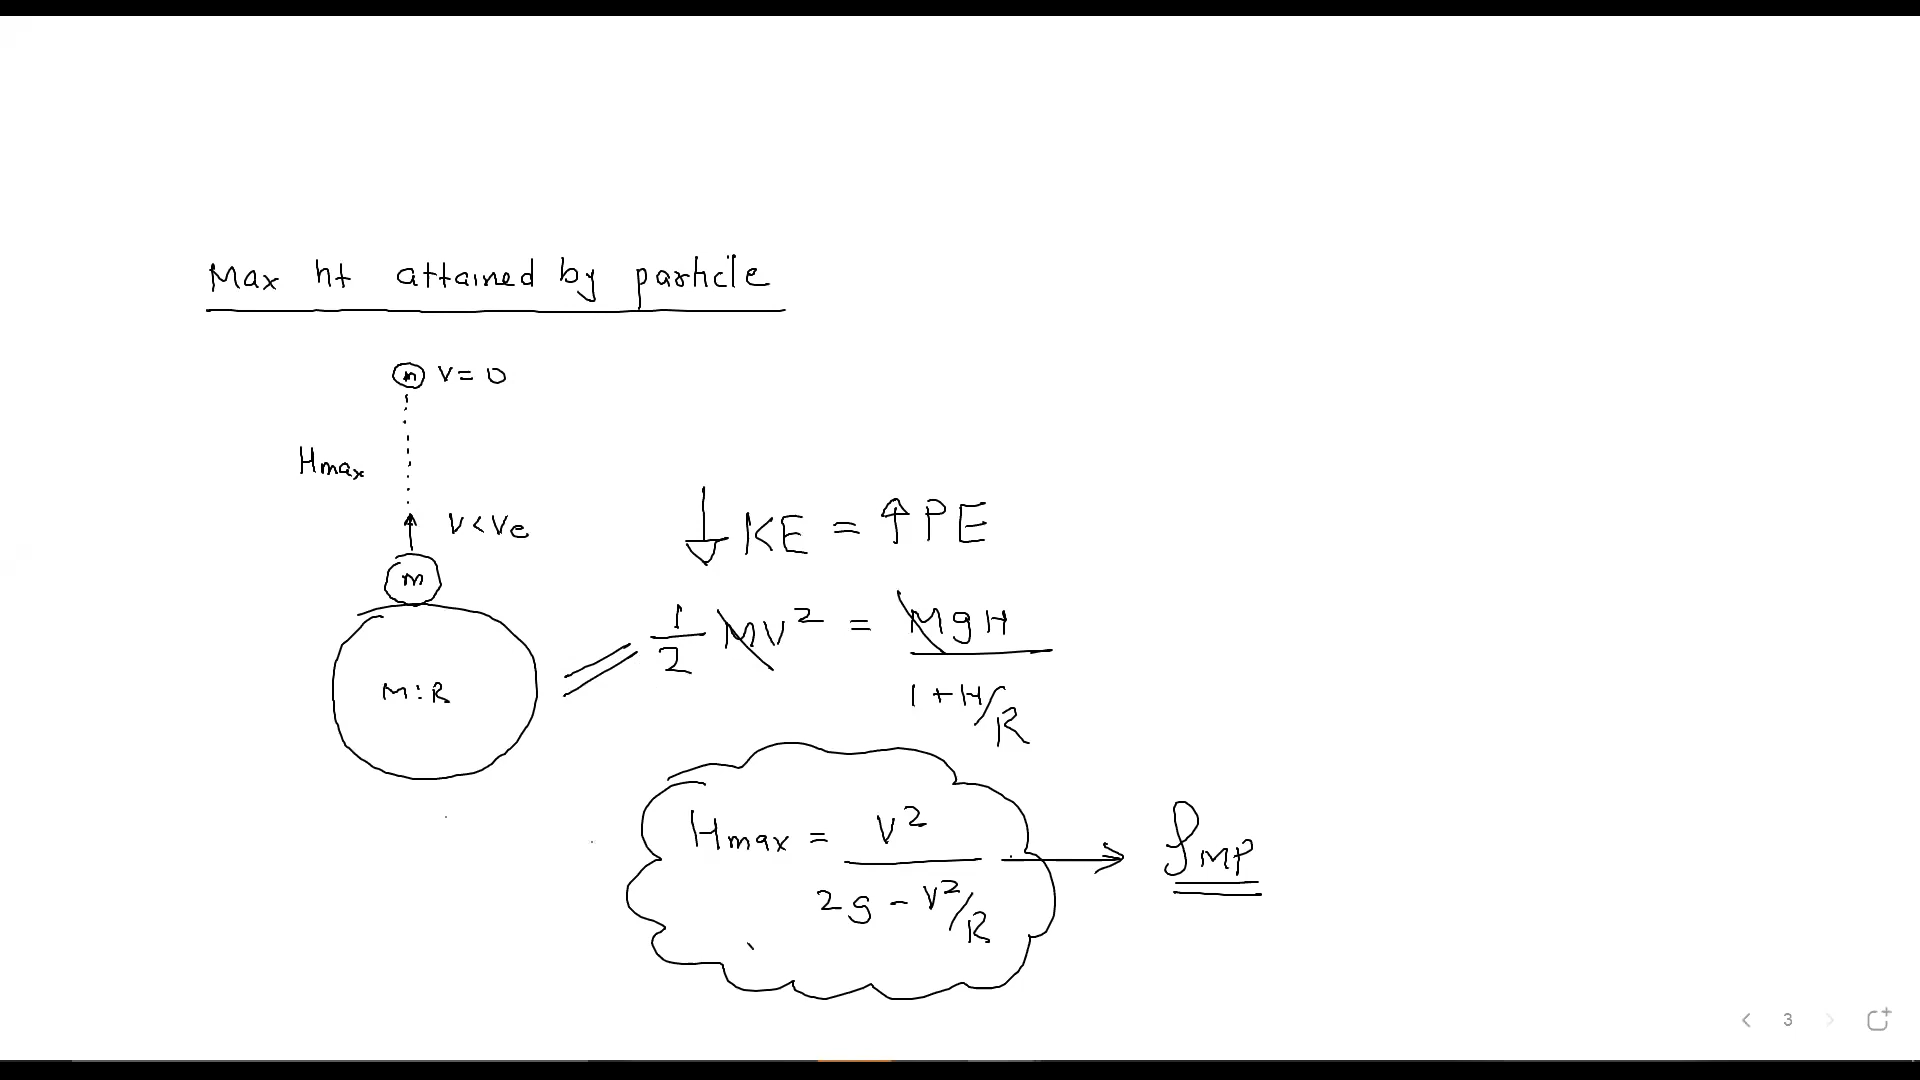 Max ht attained by particle
m V = 0
Hmax
V < Ve
m
M : R
↓ KE = ↑ PE
1/2 MV² = MgH / 1 + H/R
Hmax = V² / 2g - V²/R → IMP
3